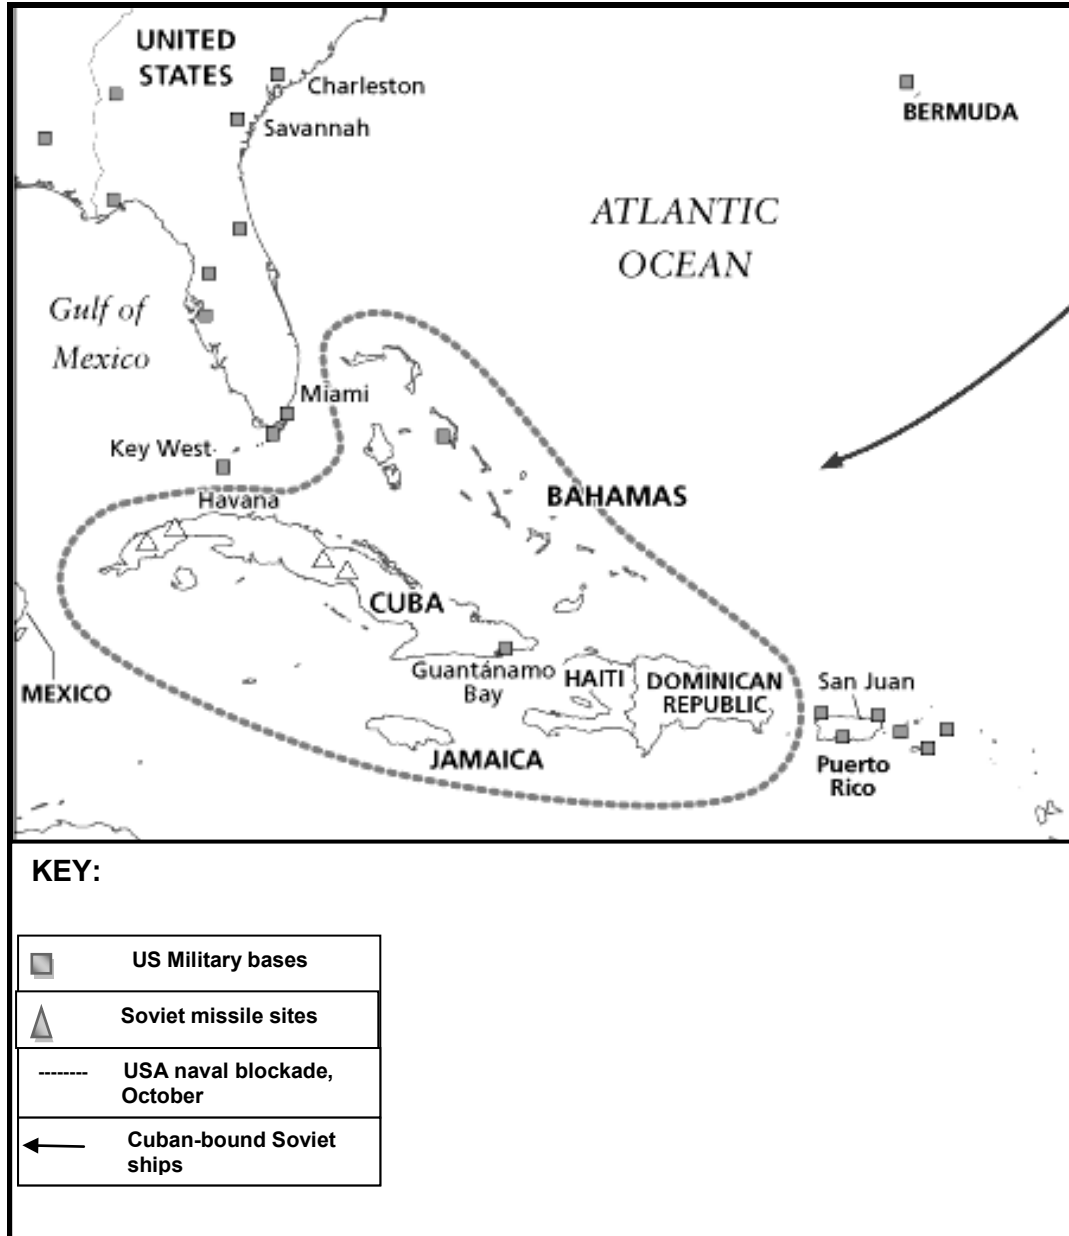 UNITED
STATES
Charleston
Savannah
BERMUDA
ATLANTIC
OCEAN
Gulf of
Mexico
Miami
Key West
Havana
BAHAMAS
CUBA
Guantánamo
Bay
HAITI
DOMINICAN
REPUBLIC
San Juan
MEXICO
JAMAICA
Puerto
Rico
KEY:
US Military bases
Soviet missile sites
USA naval blockade,
October
Cuban-bound Soviet
ships